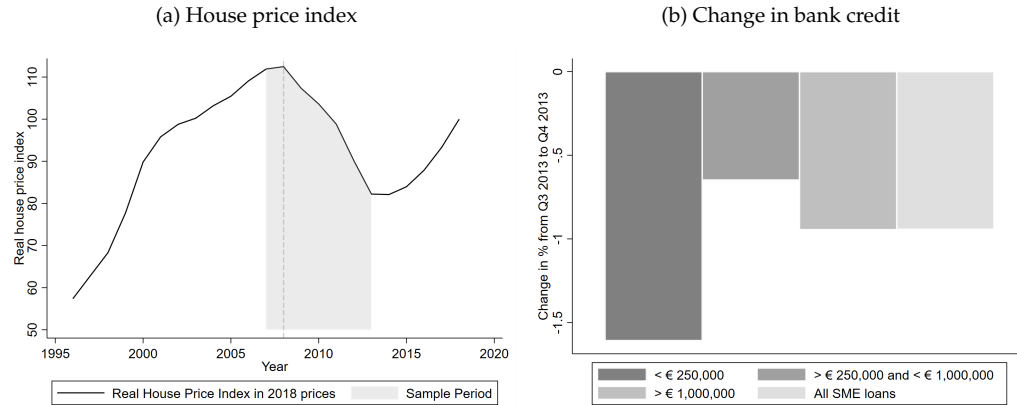 (a) House price index
Real house price index
110
100
90
80
70
60
50
1995 2000 2005 2010 2015 2020
Year
Real House Price Index in 2018 prices Sample Period
(b) Change in bank credit
Change in % from Q3 2013 to Q4 2013
0
-.5
-1
-1.5
< € 250,000 > € 250,000 and < € 1,000,000
> € 1,000,000 All SME loans